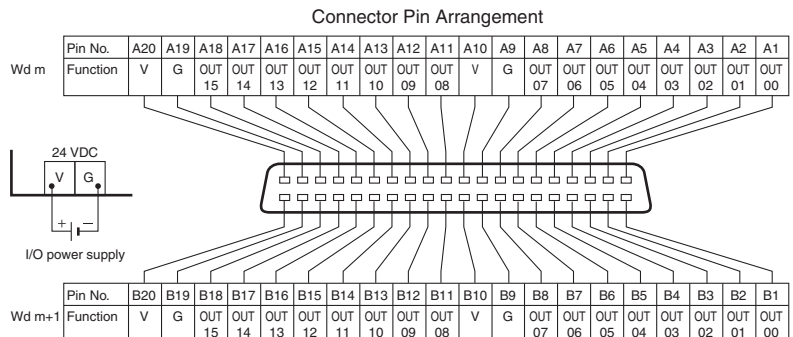 Connector Pin Arrangement
Wd m
Pin No. A20 A19 A18 A17 A16 A15 A14 A13 A12 A11 A10 A9 A8 A7 A6 A5 A4 A3 A2 A1
Function V G OUT 15 OUT 14 OUT 13 OUT 12 OUT 11 OUT 10 OUT 09 OUT 08 V G OUT 07 OUT 06 OUT 05 OUT 04 OUT 03 OUT 02 OUT 01 OUT 00
24 VDC
V G
+ −
I/O power supply
Pin No. B20 B19 B18 B17 B16 B15 B14 B13 B12 B11 B10 B9 B8 B7 B6 B5 B4 B3 B2 B1
Wd m+1 Function V G OUT 15 OUT 14 OUT 13 OUT 12 OUT 11 OUT 10 OUT 09 OUT 08 V G OUT 07 OUT 06 OUT 05 OUT 04 OUT 03 OUT 02 OUT 01 OUT 00